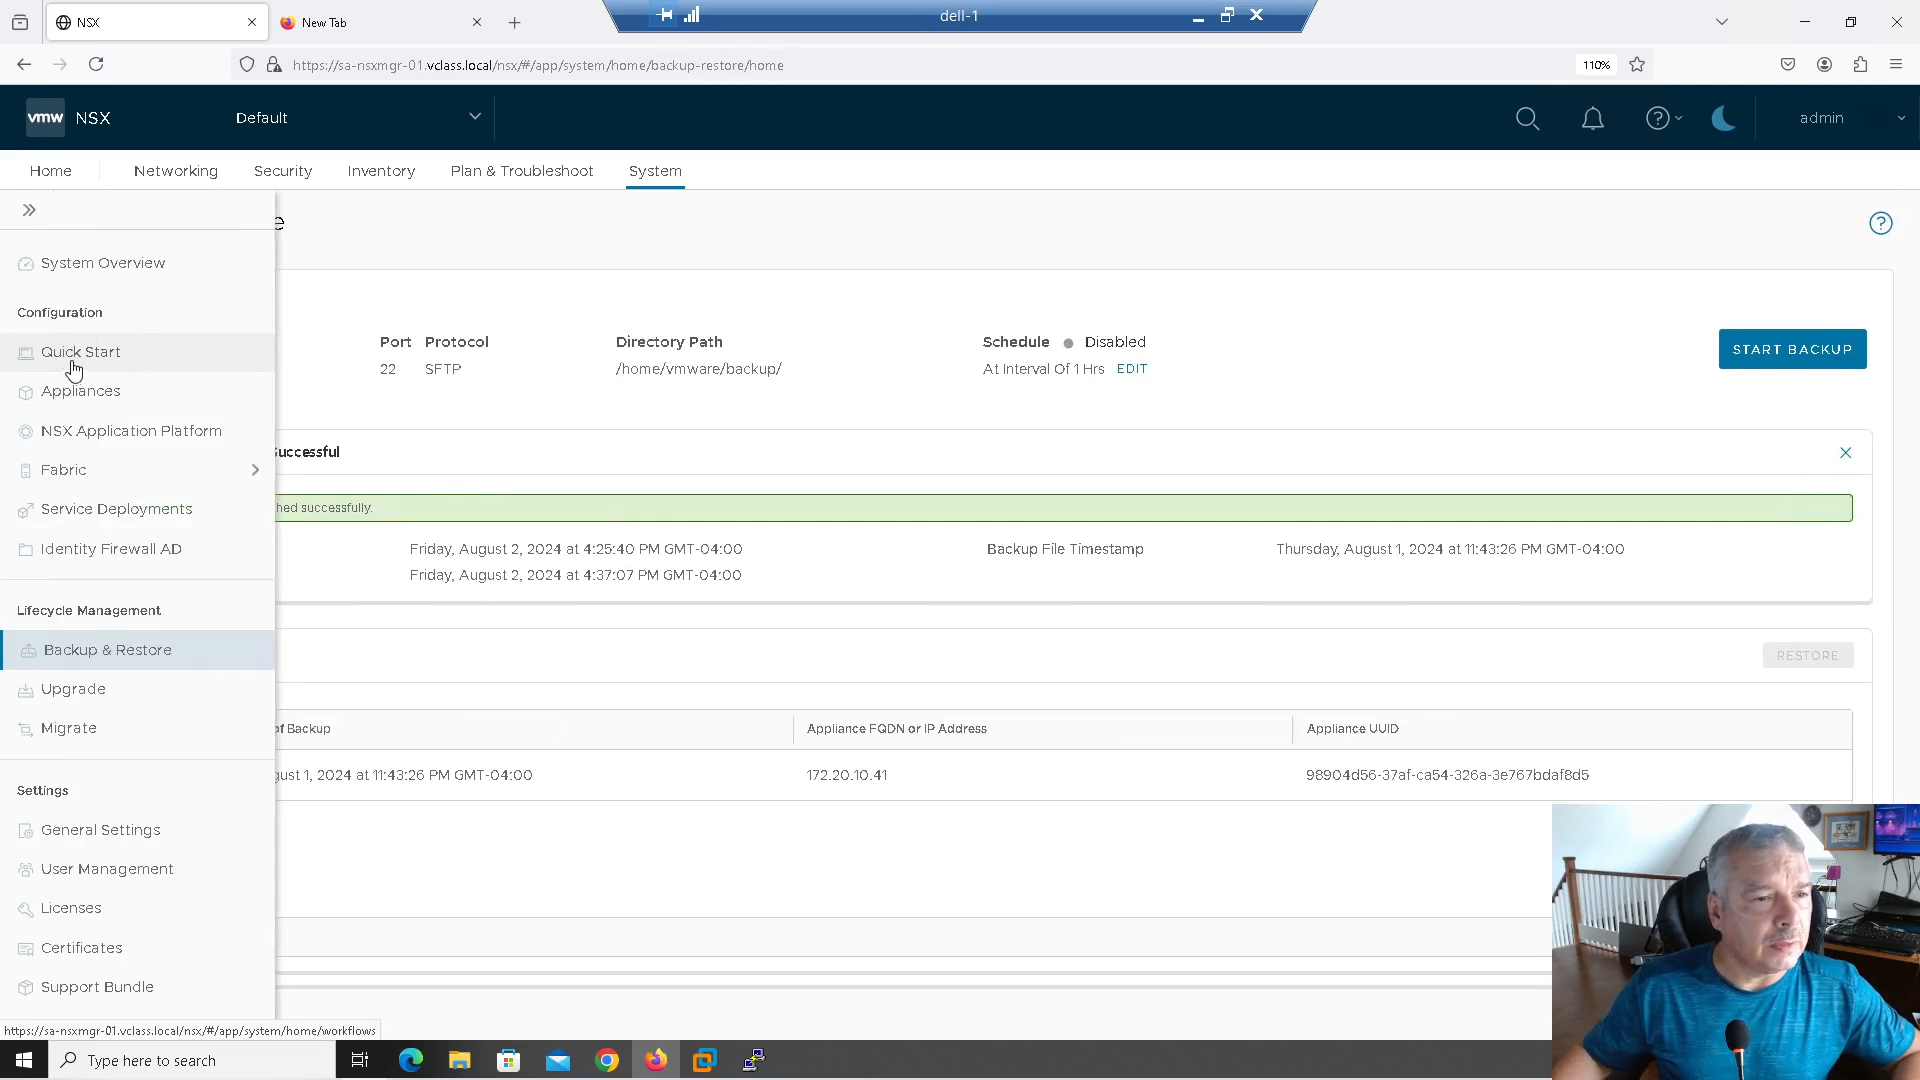 NSX
New Tab
dell-1
https://sa-nsxmgr-01.vclass.local/nsx/#/app/system/home/backup-restore/home
110%
vmw NSX
Default
admin
Home
Networking
Security
Inventory
Plan & Troubleshoot
System
e
System Overview
Configuration
Quick Start
Appliances
NSX Application Platform
Fabric
Service Deployments
Identity Firewall AD
Lifecycle Management
Backup & Restore
Upgrade
Migrate
Settings
General Settings
User Management
Licenses
Certificates
Support Bundle
Port Protocol Directory Path Schedule Disabled
22 SFTP /home/vmware/backup/ At Interval Of 1 Hrs EDIT
START BACKUP
Successful
hed successfully.
Friday, August 2, 2024 at 4:25:40 PM GMT-04:00 Backup File Timestamp Thursday, August 1, 2024 at 11:43:26 PM GMT-04:00
Friday, August 2, 2024 at 4:37:07 PM GMT-04:00
RESTORE
of Backup Appliance FQDN or IP Address Appliance UUID
gust 1, 2024 at 11:43:26 PM GMT-04:00 172.20.10.41 98904d56-37af-ca54-326a-3e767bdaf8d5
https://sa-nsxmgr-01.vclass.local/nsx/#/app/system/home/workflows
Type here to search